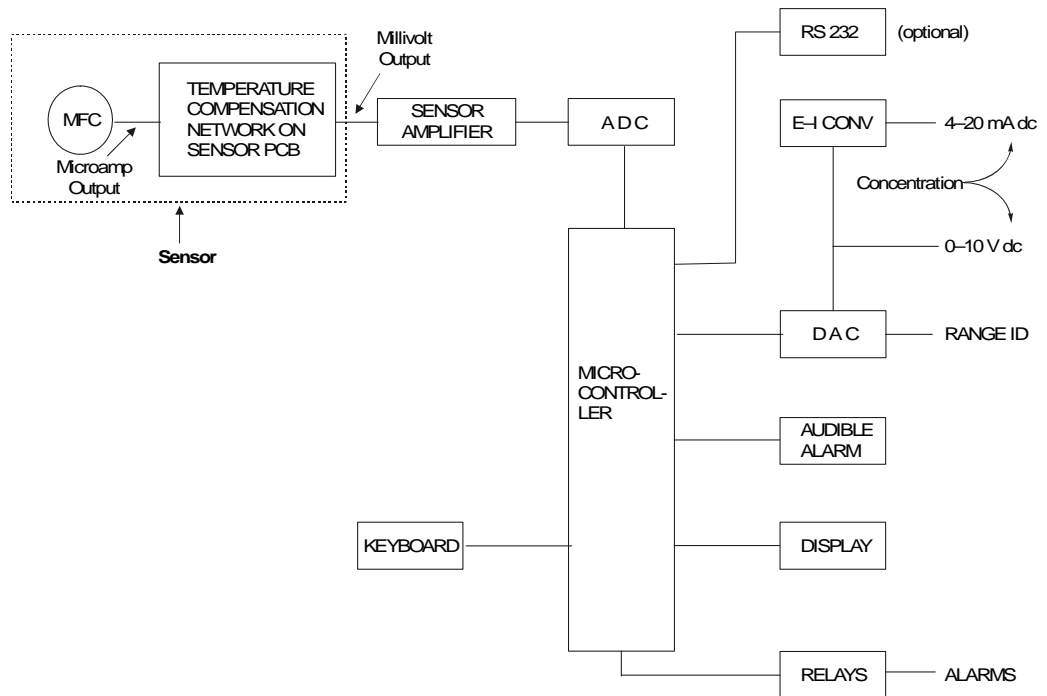 RS 232
(optional)
Millivolt
Output
TEMPERATURE
COMPENSATION
NETWORK ON
SENSOR PCB
MFC
Microamp
Output
Sensor
SENSOR
AMPLIFIER
A D C
E–I CONV
4–20 mA dc
Concentration
0–10 V dc
D A C
RANGE ID
MICRO-
CONTROL-
LER
AUDIBLE
ALARM
KEYBOARD
DISPLAY
RELAYS
ALARMS